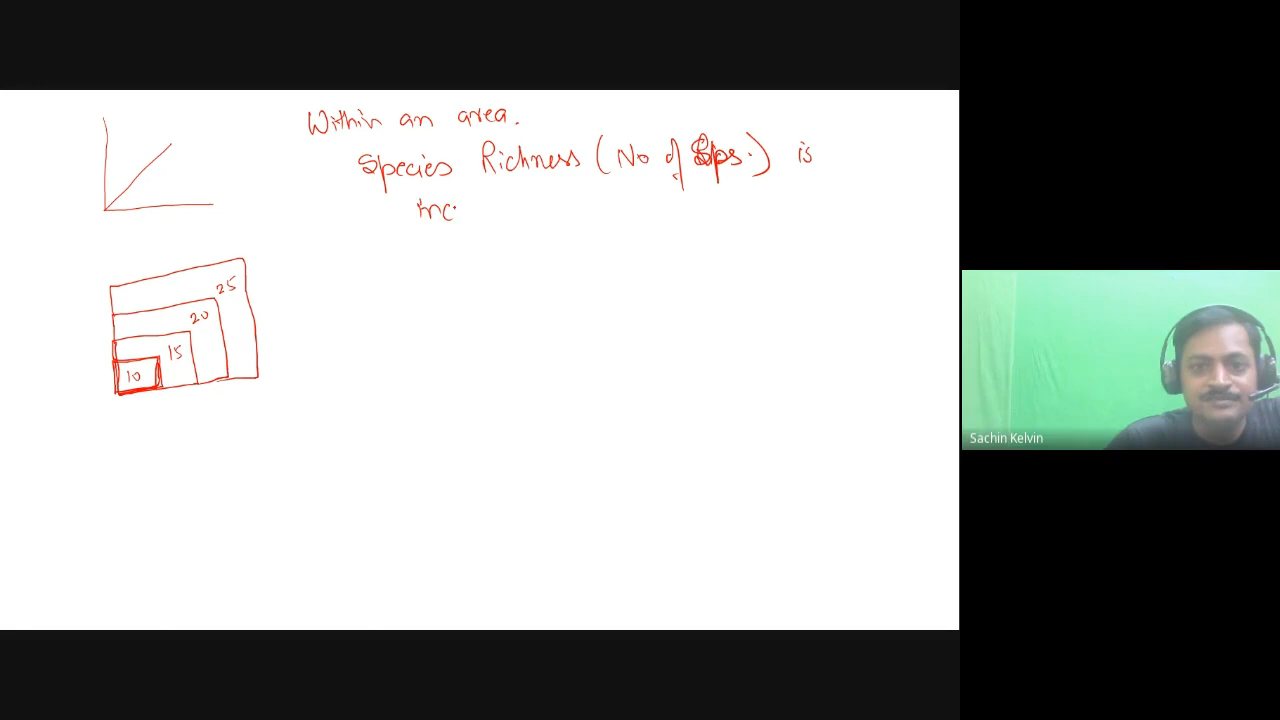 Within an area.
Species Richness (No of Sps.) is
inc
25
20
15
10
Sachin Kelvin